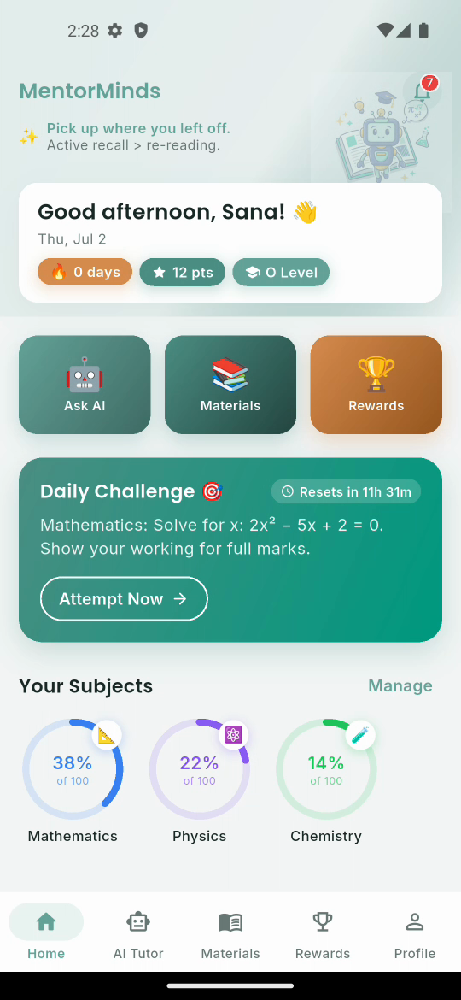 2:28
MentorMinds
7
Pick up where you left off.
Active recall > re-reading.
Good afternoon, Sana! 👋
Thu, Jul 2
🔥 0 days
12 pts
O Level
Ask AI
Materials
Rewards
Daily Challenge 🎯
Resets in 11h 31m
Mathematics: Solve for x: 2x² − 5x + 2 = 0.
Show your working for full marks.
Attempt Now →
Your Subjects
Manage
38%
of 100
22%
of 100
14%
of 100
Mathematics
Physics
Chemistry
Home
AI Tutor
Materials
Rewards
Profile